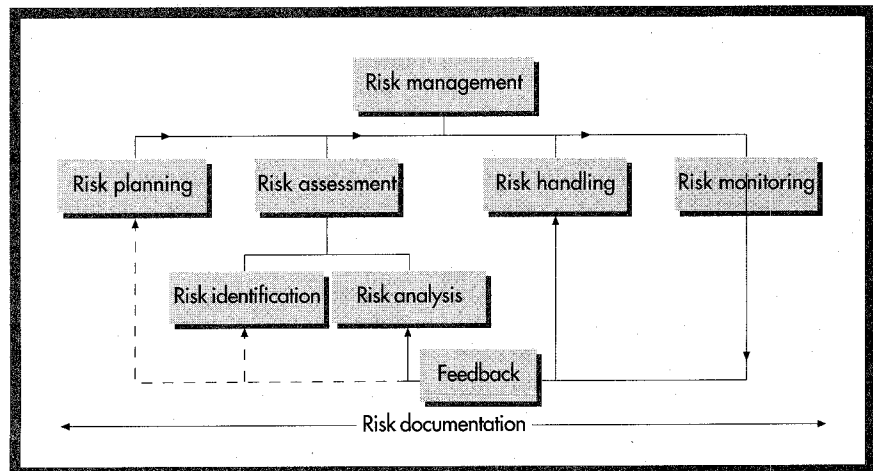 Risk management
Risk planning
Risk assessment
Risk handling
Risk monitoring
Risk identification
Risk analysis
Feedback
Risk documentation